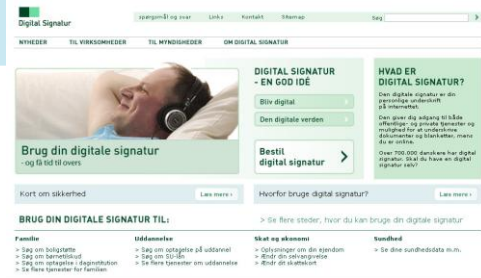 Digital Signatur
spørgsmål og svar Links Kontakt Sitemap
Søg
NYHEDER TIL VIRKSOMHEDER TIL MYNDIGHEDER OM DIGITAL SIGNATUR
Brug din digitale signatur
- og få tid til overs
DIGITAL SIGNATUR
- EN GOD IDÉ
Bliv digital
Den digitale verden
Bestil
digital signatur
HVAD ER
DIGITAL SIGNATUR?
Den digitale signatur er din
personlige underskrift
på internettet.
Den giver dig adgang til både
offentlige- og private tjenester og
mulighed for at underskrive
dokumenter og blanketter, mens
du er online.
Over 700.000 danskere har digital
signatur. Skal du have en digital
signatur selv?
Kort om sikkerhed
Læs mere ›
Hvorfor bruge digital signatur?
Læs mere ›
BRUG DIN DIGITALE SIGNATUR TIL:
> Se flere steder, hvor du kan bruge din digital signatur
Familie
> Søg om boligstøtte
> Søg om børnetilskud
> Søg om optagelse i daginstitution
> Se flere tjenester for familien
Uddannelse
> Søg om optagelse på uddannel
> Søg om SU-lån
> Se flere tjenester om uddannelse
Skat og økonomi
> Oplysninger om din ejendom
> Ændr din selvangivelse
> Ændr dit skattekort
Sundhed
> Se dine sundhedsdata m.m.